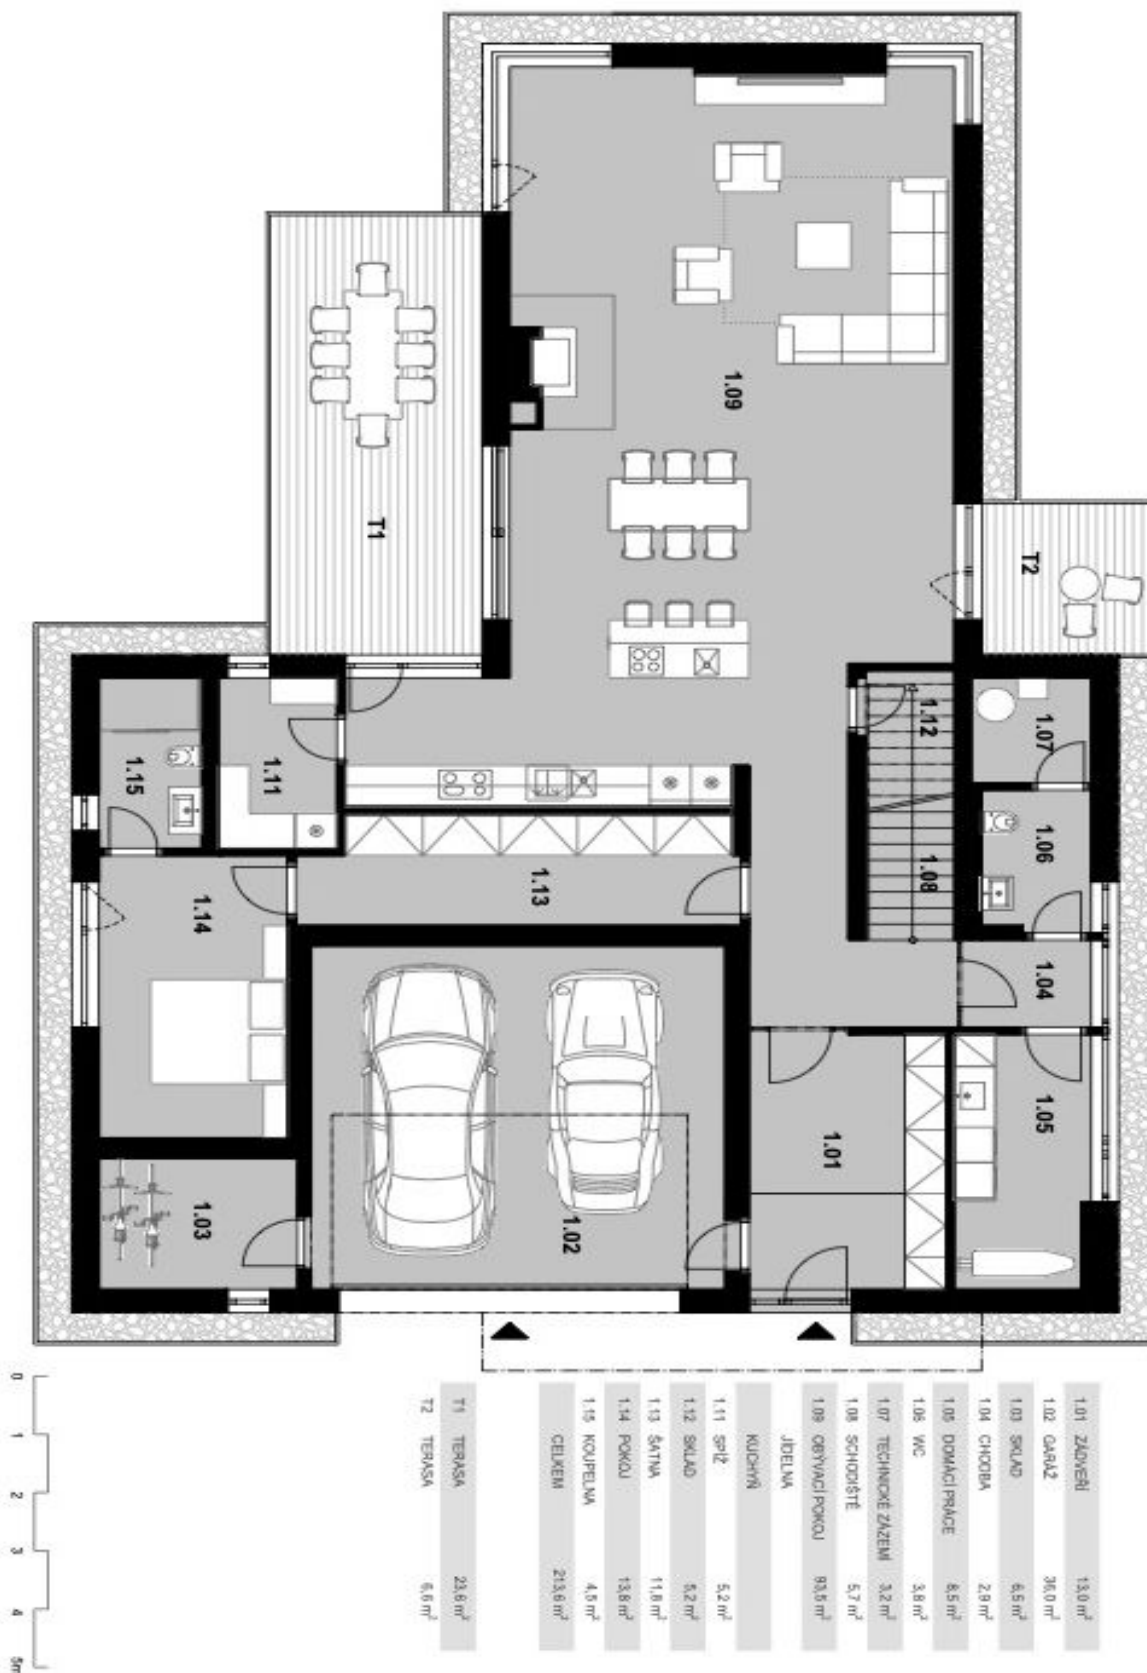 1.01 ZÁDVEŘÍ 13,0 m²
1.02 GARÁŽ 36,0 m²
1.03 SKLAD 6,5 m²
1.04 CHODBA 2,9 m²
1.05 DOMÁCÍ PRÁCE 8,5 m²
1.06 WC 3,8 m²
1.07 TECHNICKÉ ZÁZEMÍ 3,2 m²
1.08 SCHODIŠTĚ 5,7 m²
1.09 OBÝVACÍ POKOJ 93,5 m²
JÍDELNA
KUCHYŇ
1.11 SPÍŽ 5,2 m²
1.12 SKLAD 5,2 m²
1.13 ŠATNA 11,8 m²
1.14 POKOJ 13,8 m²
1.15 KOUPELNA 4,5 m²
CELKEM 213,6 m²
T1 TERASA 23,6 m²
T2 TERASA 6,6 m²
0 1 2 3 4 5m
T2
1.07
1.06
1.04
1.05
1.12
1.08
1.01
1.09
1.13
1.02
T1
1.11
1.15
1.14
1.03